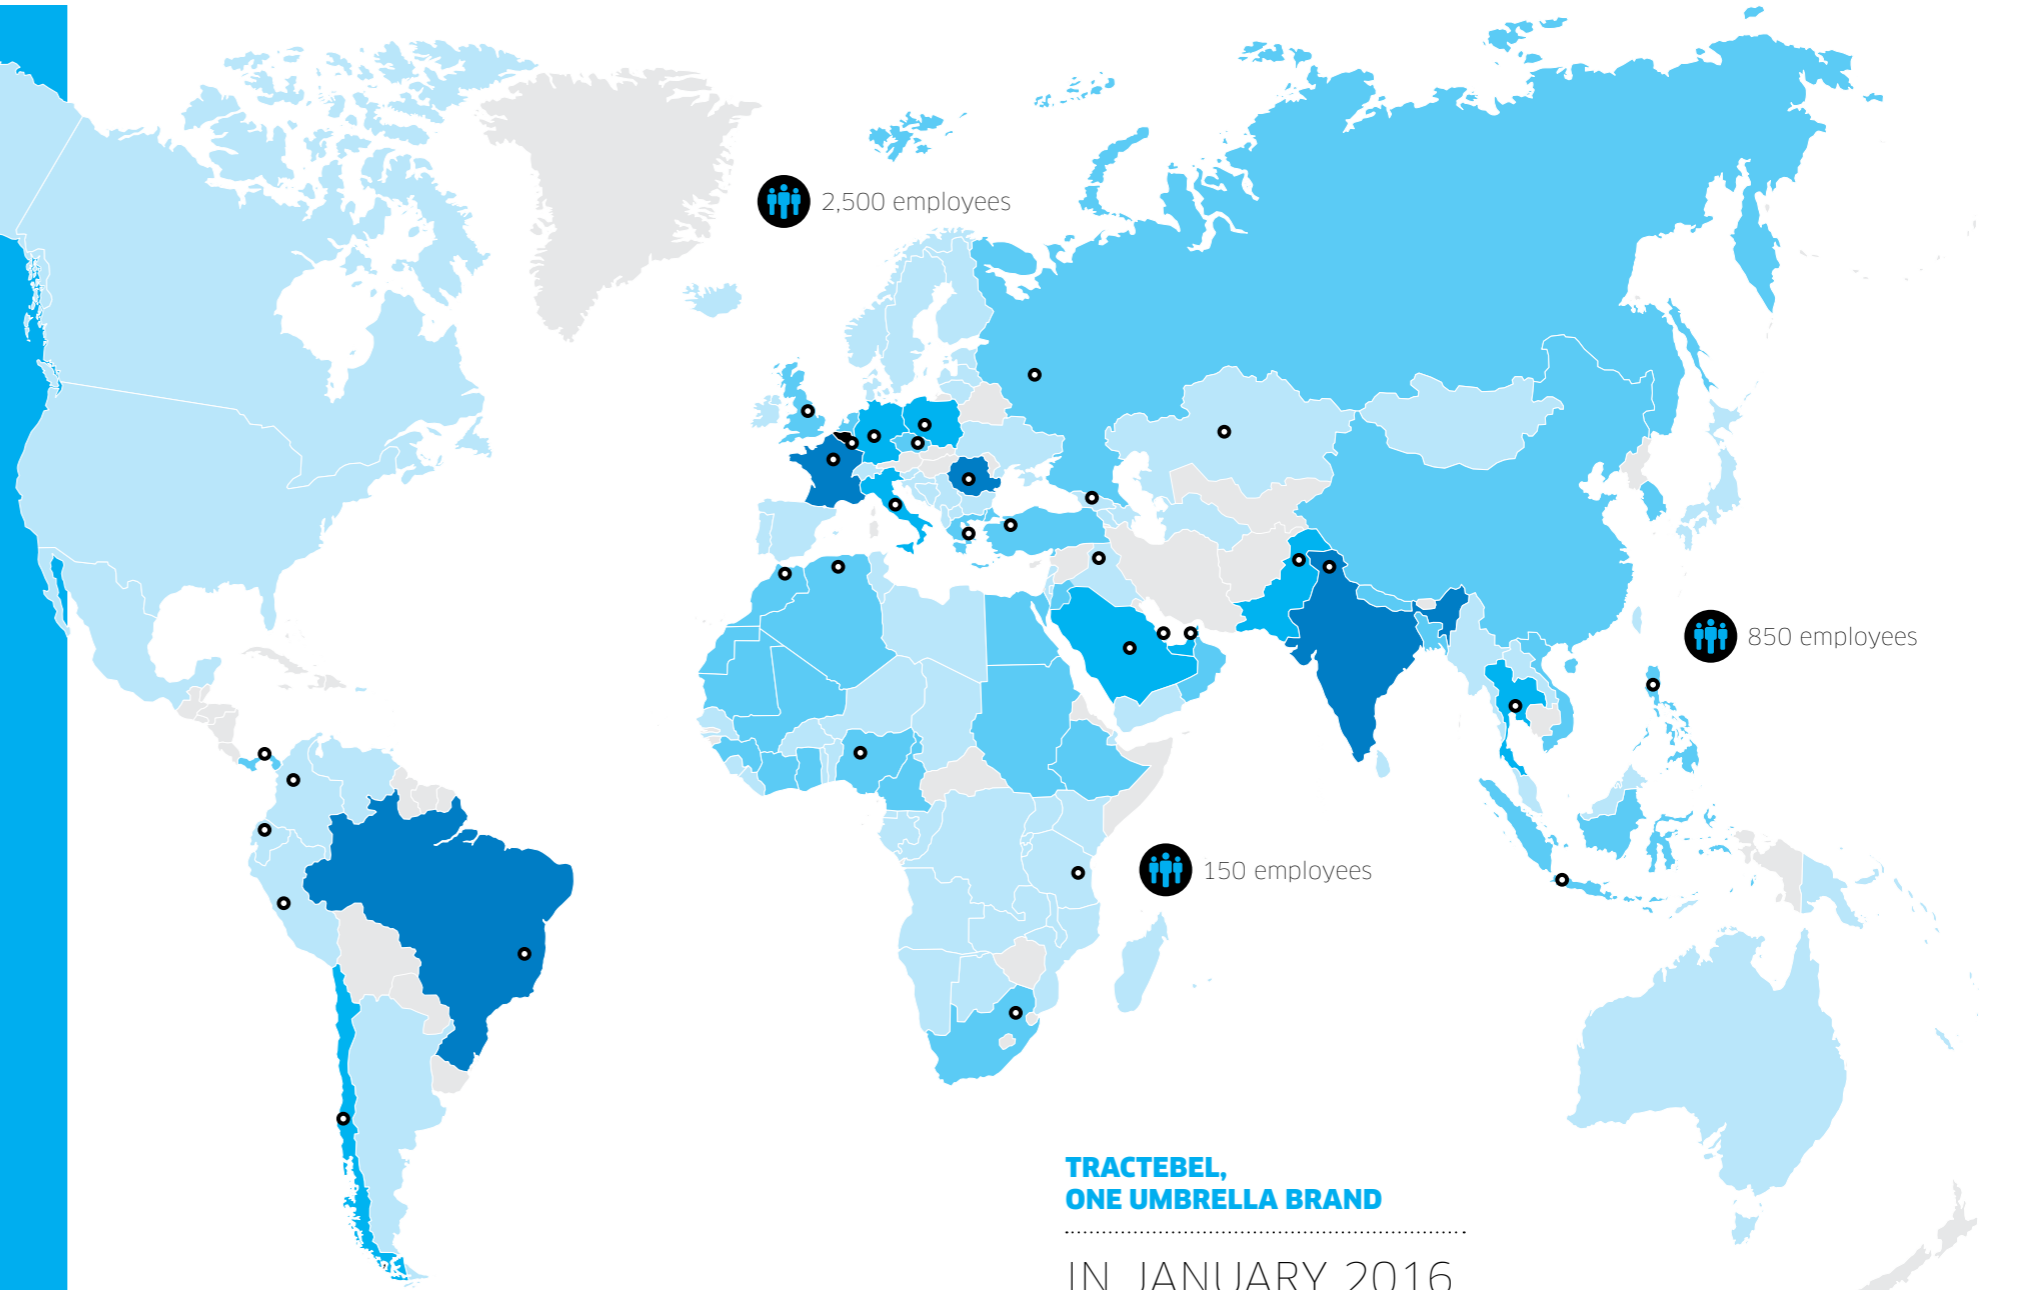 2,500 employees
850 employees
150 employees
TRACTEBEL,
ONE UMBRELLA BRAND
IN JANUARY 2016